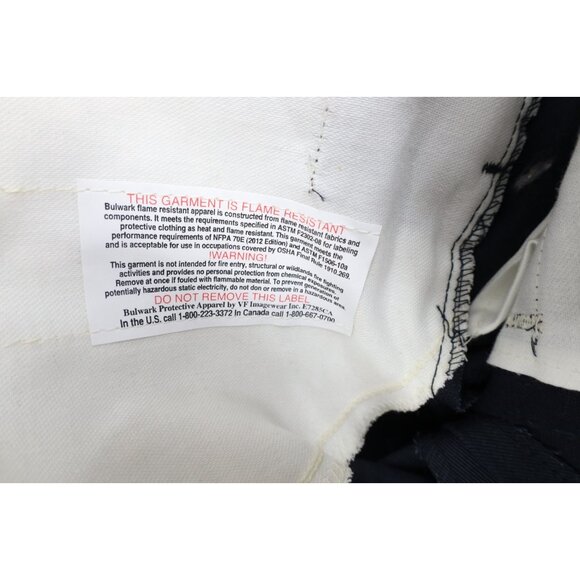 THIS GARMENT IS FLAME RESISTANT
Bulwark flame resistant apparel is constructed from flame resistant fabrics and
components. It meets the requirements specified in ASTM F2302-08 for labeling
protective clothing as heat and flame resistant. This garment meets the
performance requirements of NFPA 70E (2012 Edition) and ASTM F1506-10a
and is acceptable for use in occupations covered by OSHA Final Rule 1910.269.
!WARNING!
This garment is not intended for fire entry, structural or wildlands fire fighting
activities and provides no personal protection from chemical exposures.
Remove at once if fouled with flammable material. To prevent generation of
potentially hazardous static electricity, do not don or remove in a hazardous area.
DO NOT REMOVE THIS LABEL
Bulwark Protective Apparel by VF Imagewear Inc. E7285CA
In the U.S. call 1-800-223-3372 In Canada call 1-800-667-0700